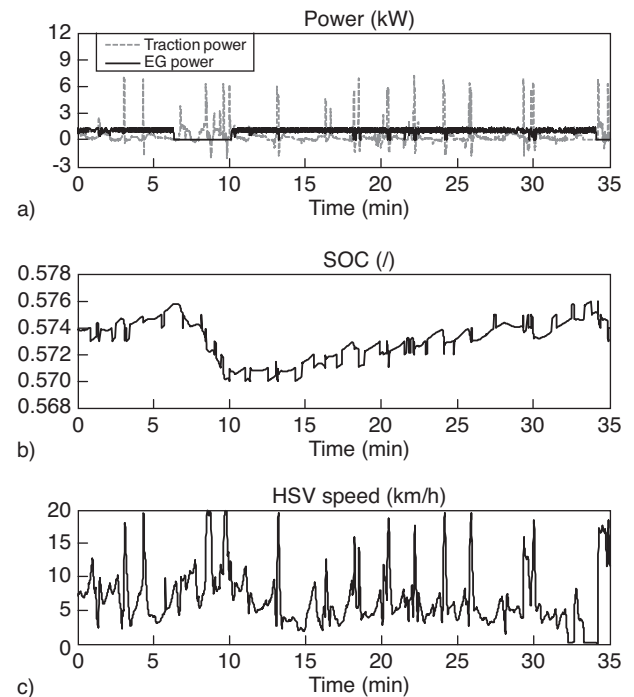 Power (kW)
12
9
6
3
0
-3
Traction power
EG power
0 5 10 15 20 25 30 35
Time (min)
a)
SOC (/)
0.578
0.576
0.574
0.572
0.570
0.568
0 5 10 15 20 25 30 35
Time (min)
b)
HSV speed (km/h)
20
15
10
5
0
0 5 10 15 20 25 30 35
Time (min)
c)